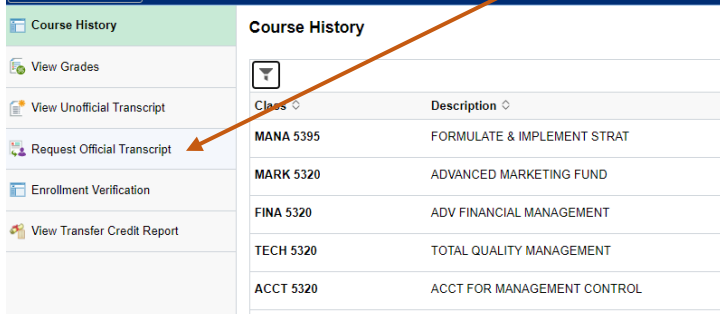 Course History
View Grades
View Unofficial Transcript
Request Official Transcript
Enrollment Verification
View Transfer Credit Report
Course History
Class Description
MANA 5395 FORMULATE & IMPLEMENT STRAT
MARK 5320 ADVANCED MARKETING FUND
FINA 5320 ADV FINANCIAL MANAGEMENT
TECH 5320 TOTAL QUALITY MANAGEMENT
ACCT 5320 ACCT FOR MANAGEMENT CONTROL